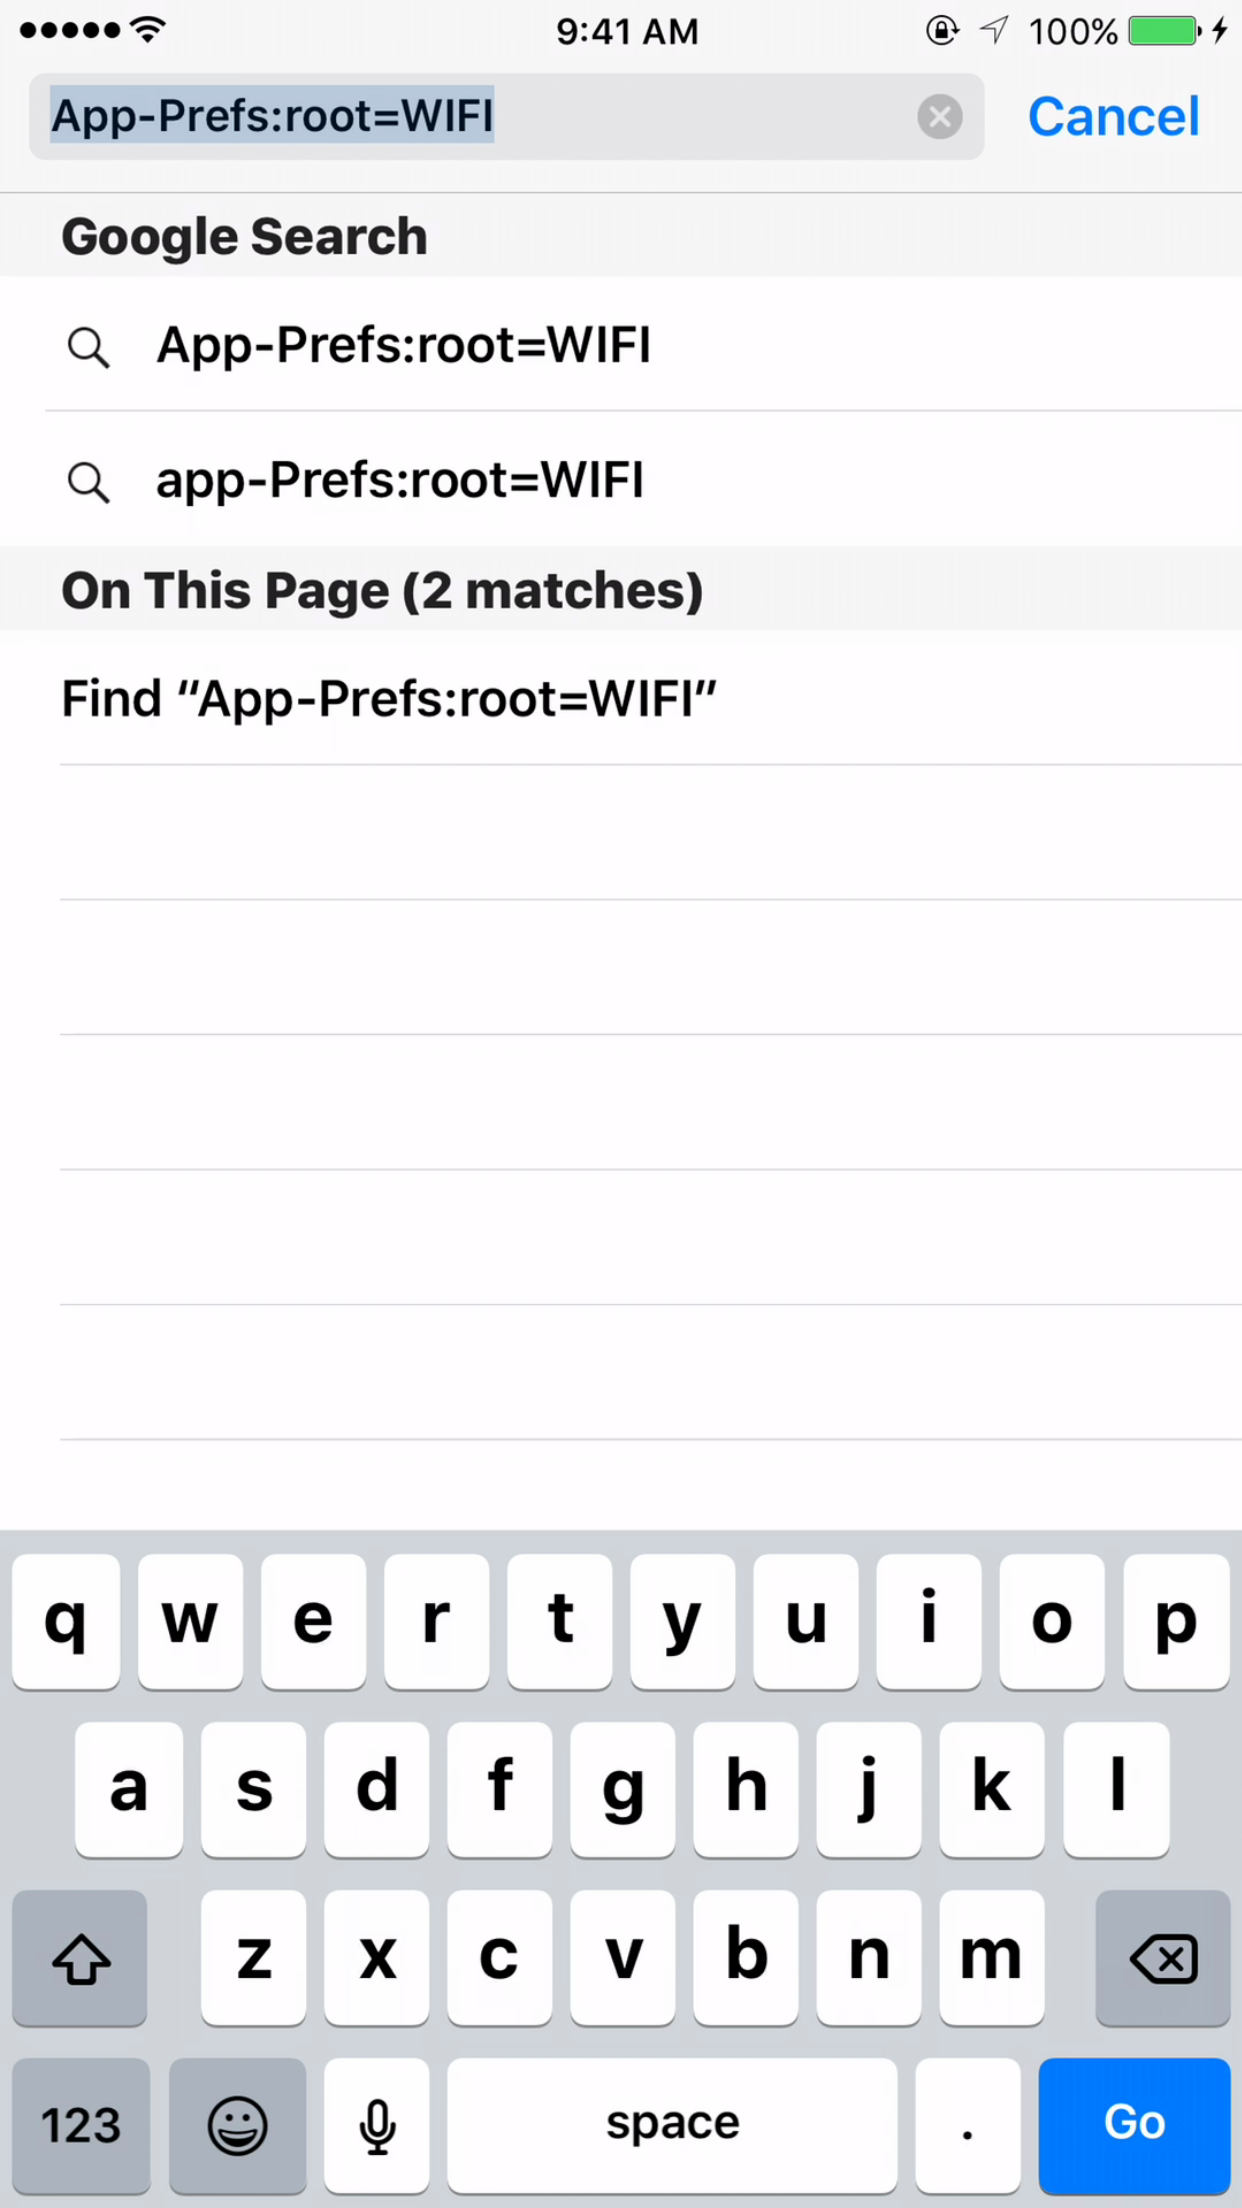 9:41 AM 100%
App-Prefs:root=WIFI Cancel
Google Search
App-Prefs:root=WIFI
app-Prefs:root=WIFI
On This Page (2 matches)
Find “App-Prefs:root=WIFI”
q w e r t y u i o p
a s d f g h j k l
z x c v b n m
123 space . Go